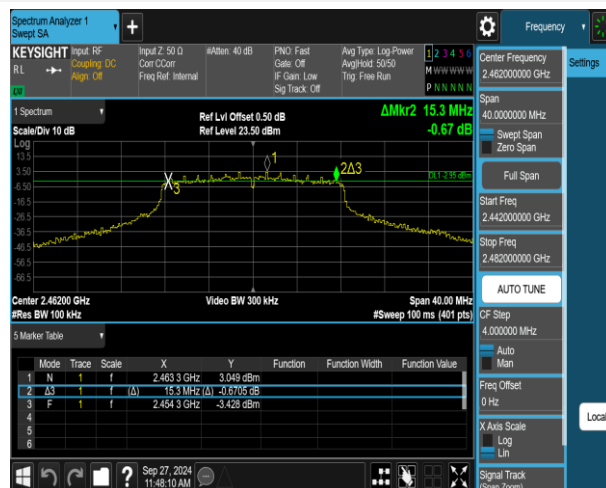 Spectrum Analyzer 1
Swept SA
Frequency
KEYSIGHT
RL
Input: RF
Coupling: DC
Align: Off
Input Z: 50 Ω
Corr CCorr
Freq Ref: Internal
#Atten: 40 dB
PNO: Fast
Gate: Off
IF Gain: Low
Sig Track: Off
Avg Type: Log-Power
Avg|Hold: 50/50
Trig: Free Run
1 2 3 4 5 6
M W W W W W
P N N N N N
1 Spectrum
Scale/Div 10 dB
Ref Lvl Offset 0.50 dB
Ref Level 23.50 dBm
ΔMkr2 15.3 MHz
-0.67 dB
Log
13.5
3.50
-6.50
-16.5
-26.5
-36.5
-46.5
-56.5
-66.5
1
2Δ3
3
DL1 -2.95 dBm
Center 2.46200 GHz
#Res BW 100 kHz
Video BW 300 kHz
Span 40.00 MHz
#Sweep 100 ms (401 pts)
5 Marker Table
Mode Trace Scale X Y Function Function Width Function Value
1 N 1 f 2.463 3 GHz 3.049 dBm
2 Δ3 1 f (Δ) 15.3 MHz (Δ) -0.6705 dB
3 F 1 f 2.454 3 GHz -3.428 dBm
4
5
6
Sep 27, 2024
11:48:10 AM
Center Frequency
2.462000000 GHz
Span
40.0000000 MHz
Swept Span
Zero Span
Full Span
Start Freq
2.442000000 GHz
Stop Freq
2.482000000 GHz
AUTO TUNE
CF Step
4.000000 MHz
Auto
Man
Freq Offset
0 Hz
X Axis Scale
Log
Lin
Signal Track
(Span Zoom)
Settings
Local